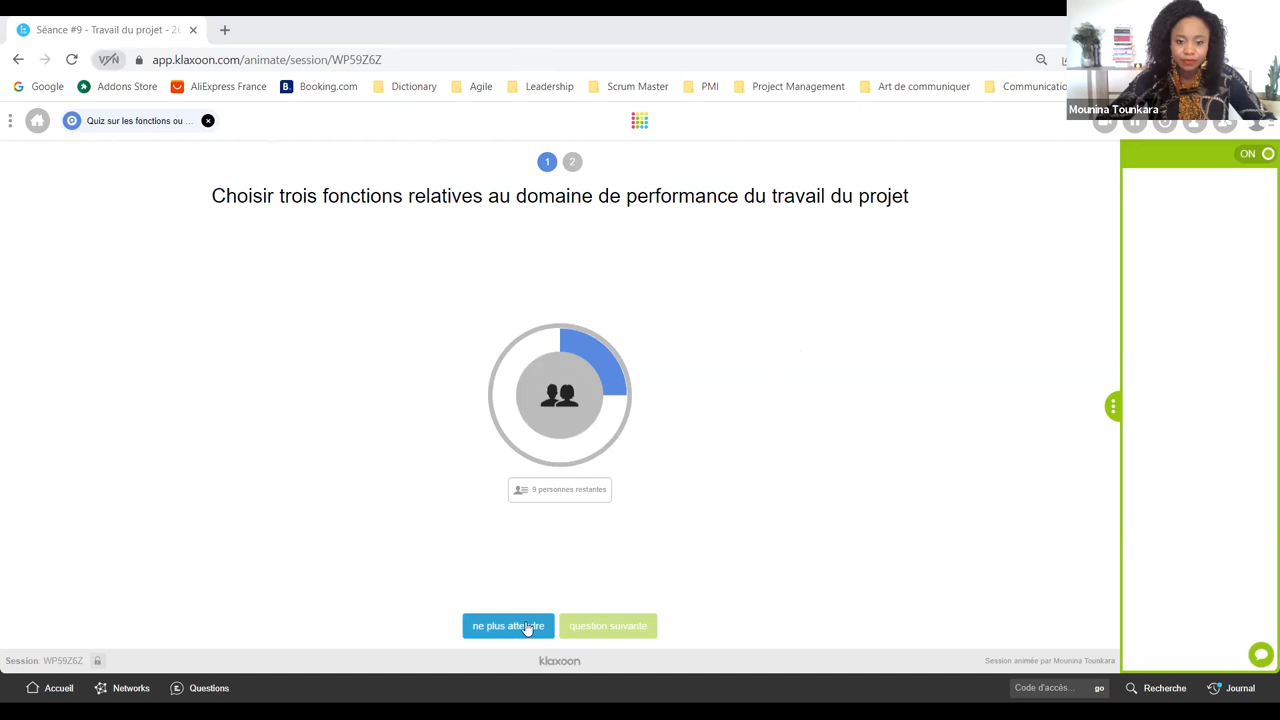 Séance #9 - Travail du projet - 26
app.klaxoon.com/animate/session/WP59Z6Z
Google
Addons Store
AliExpress France
Booking.com
Dictionary
Agile
Leadership
Scrum Master
PMI
Project Management
Art de communiquer
Mounina Tounkara
Quiz sur les fonctions ou ...
ON
1 2
Choisir trois fonctions relatives au domaine de performance du travail du projet
9 personnes restantes
ne plus attendre
question suivante
Session: WP59Z6Z
klaxoon
Session animée par Mounina Tounkara
Accueil
Networks
Questions
Code d'accès...
go
Recherche
Journal